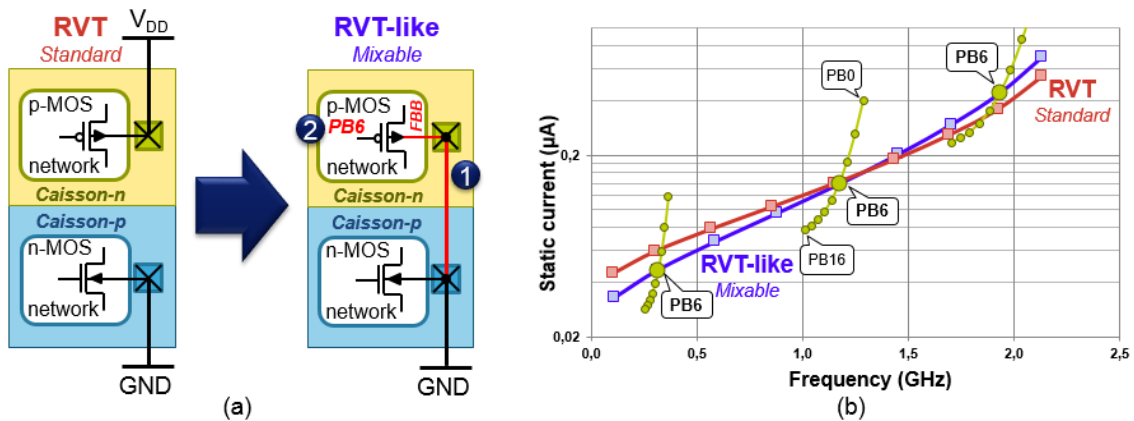 RVT
Standard
VDD
p-MOS
network
Caisson-n
Caisson-p
n-MOS
network
GND
RVT-like
Mixable
2
p-MOS
PB6
FBB
network
1
Caisson-n
Caisson-p
n-MOS
network
GND
(a)
Static current (µA)
0,2
0,02
0,0
0,5
1,0
1,5
2,0
2,5
Frequency (GHz)
PB0
PB6
RVT
Standard
PB6
PB16
RVT-like
Mixable
PB6
(b)